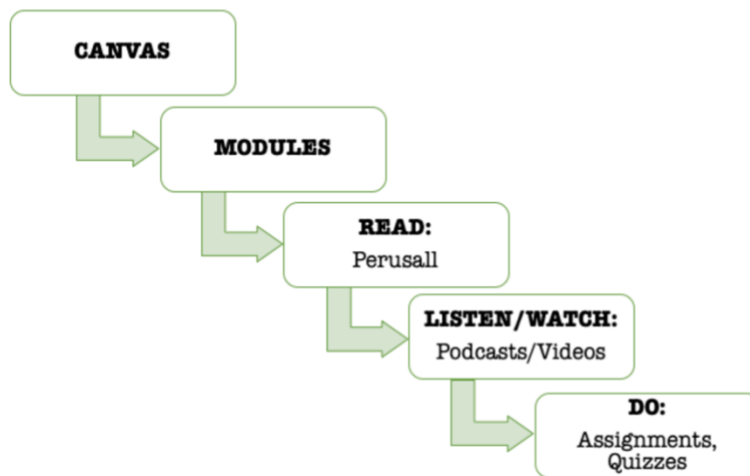 CANVAS
MODULES
READ:
Perusall
LISTEN/WATCH:
Podcasts/Videos
DO:
Assignments,
Quizzes